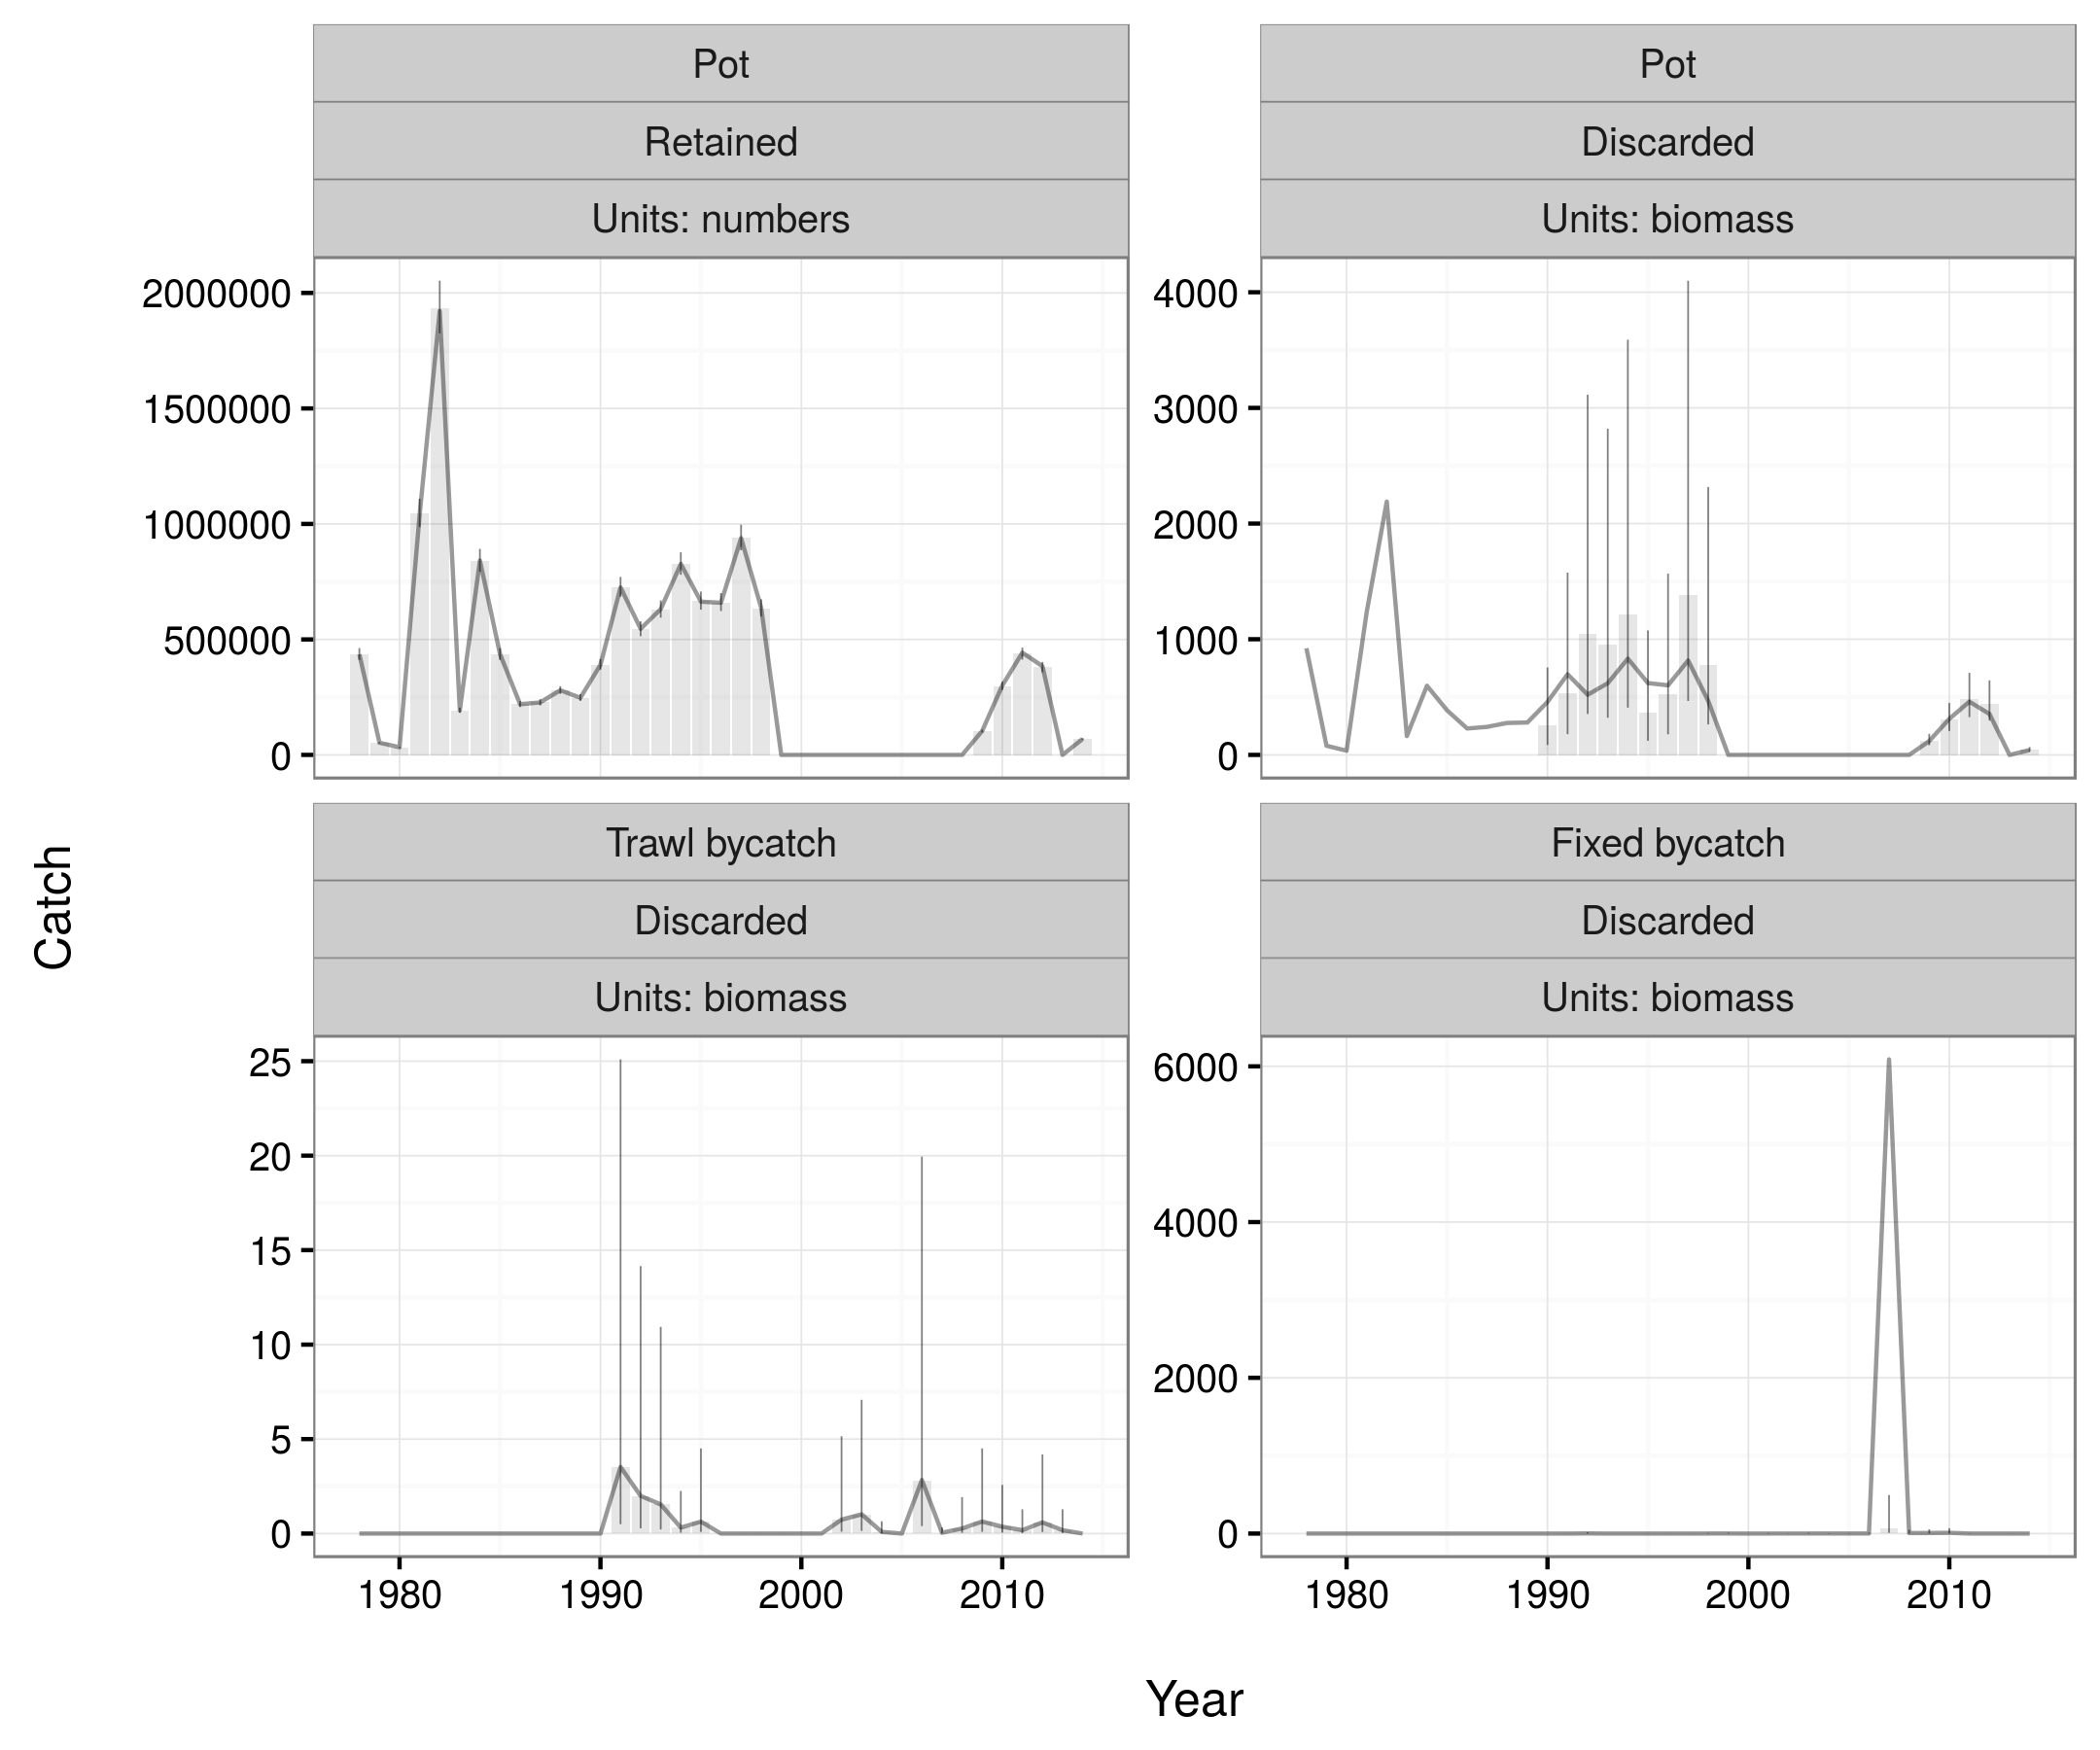 Pot
Retained
Units: numbers
2000000
1500000
1000000
500000
0
Pot
Discarded
Units: biomass
4000
3000
2000
1000
0
Catch
Trawl bycatch
Discarded
Units: biomass
25
20
15
10
5
0
1980 1990 2000 2010
Fixed bycatch
Discarded
Units: biomass
6000
4000
2000
0
1980 1990 2000 2010
Year